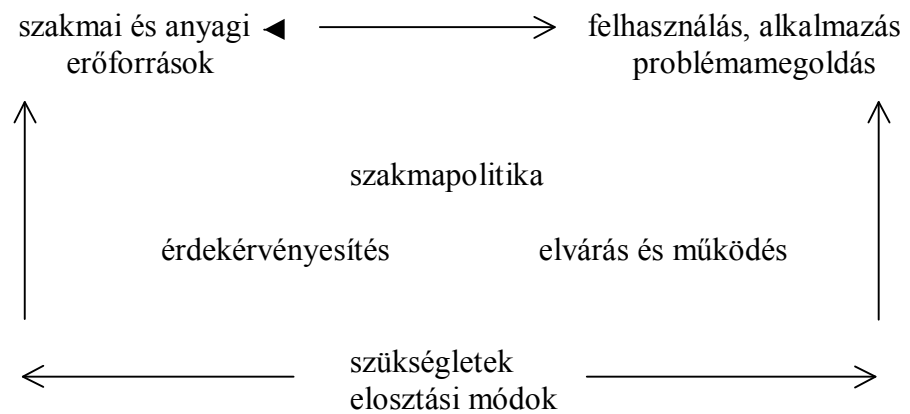 szakmai és anyagi
erőforrások
felhasználás, alkalmazás
problémamegoldás
szakmapolitika
érdekérvényesítés
elvárás és működés
szükségletek
elosztási módok